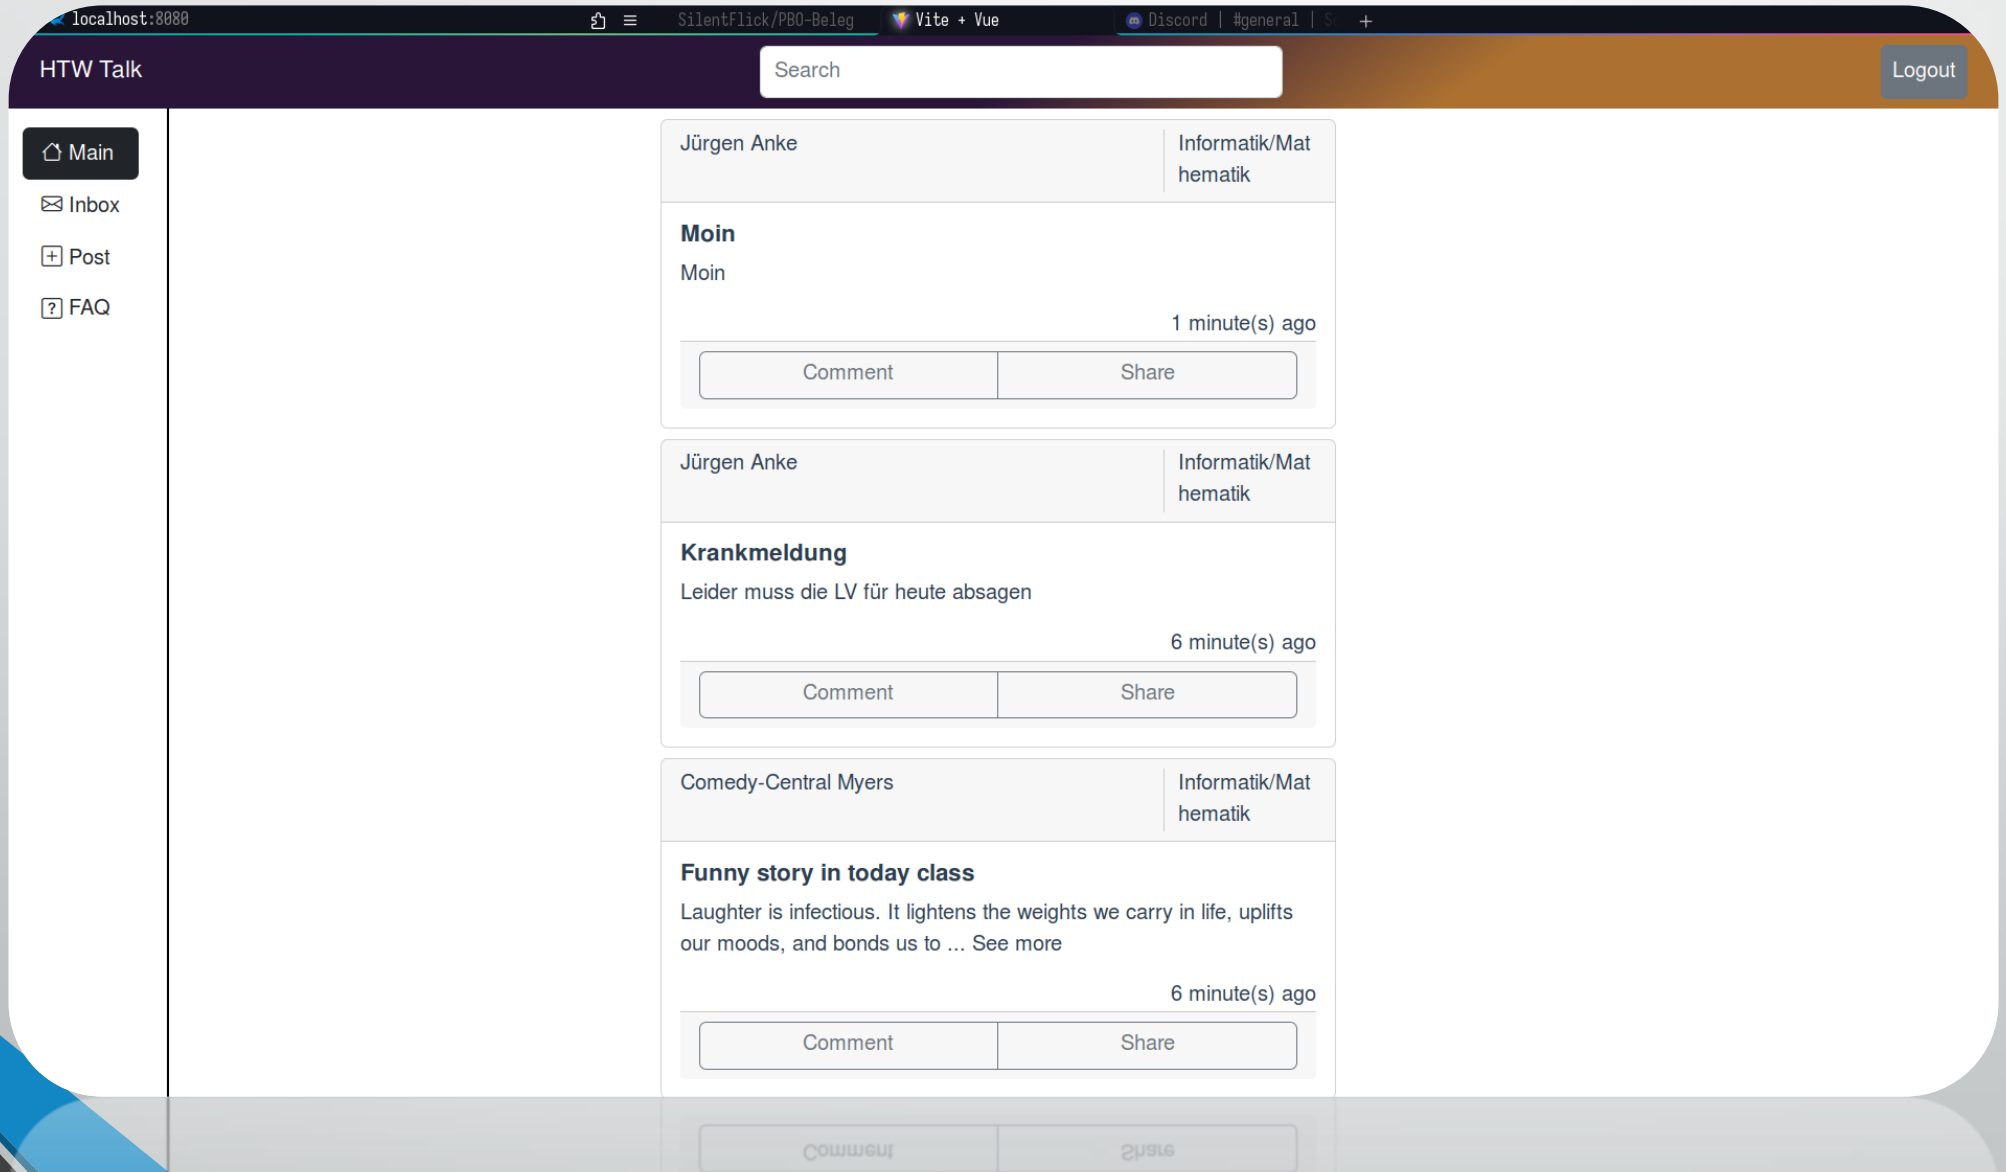 localhost:8080
SilentFlick/PBO-Beleg
Vite + Vue
Discord | #general |
HTW Talk
Search
Logout
Main
Inbox
Post
FAQ
Jürgen Anke
Informatik/Mat
hematik
Moin
Moin
1 minute(s) ago
Comment
Share
Jürgen Anke
Informatik/Mat
hematik
Krankmeldung
Leider muss die LV für heute absagen
6 minute(s) ago
Comment
Share
Comedy-Central Myers
Informatik/Mat
hematik
Funny story in today class
Laughter is infectious. It lightens the weights we carry in life, uplifts
our moods, and bonds us to ... See more
6 minute(s) ago
Comment
Share